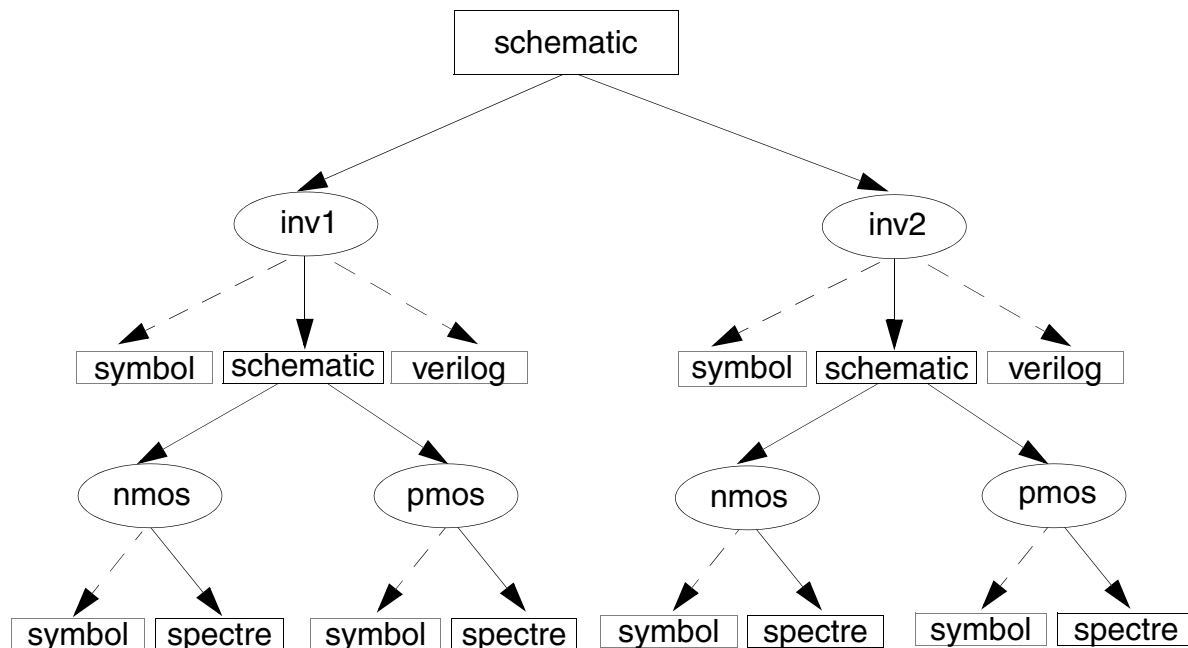 schematic
inv1
inv2
symbol
schematic
verilog
symbol
schematic
verilog
nmos
pmos
nmos
pmos
symbol
spectre
symbol
spectre
symbol
spectre
symbol
spectre